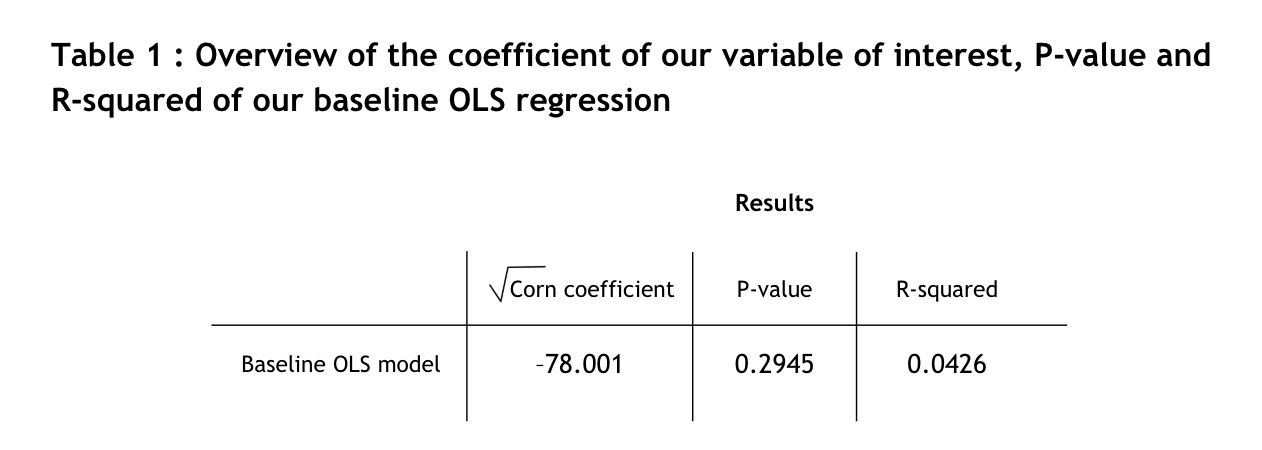 Table 1 : Overview of the coefficient of our variable of interest, P-value and
R-squared of our baseline OLS regression
Results
√Corn coefficient P-value R-squared
Baseline OLS model -78.001 0.2945 0.0426